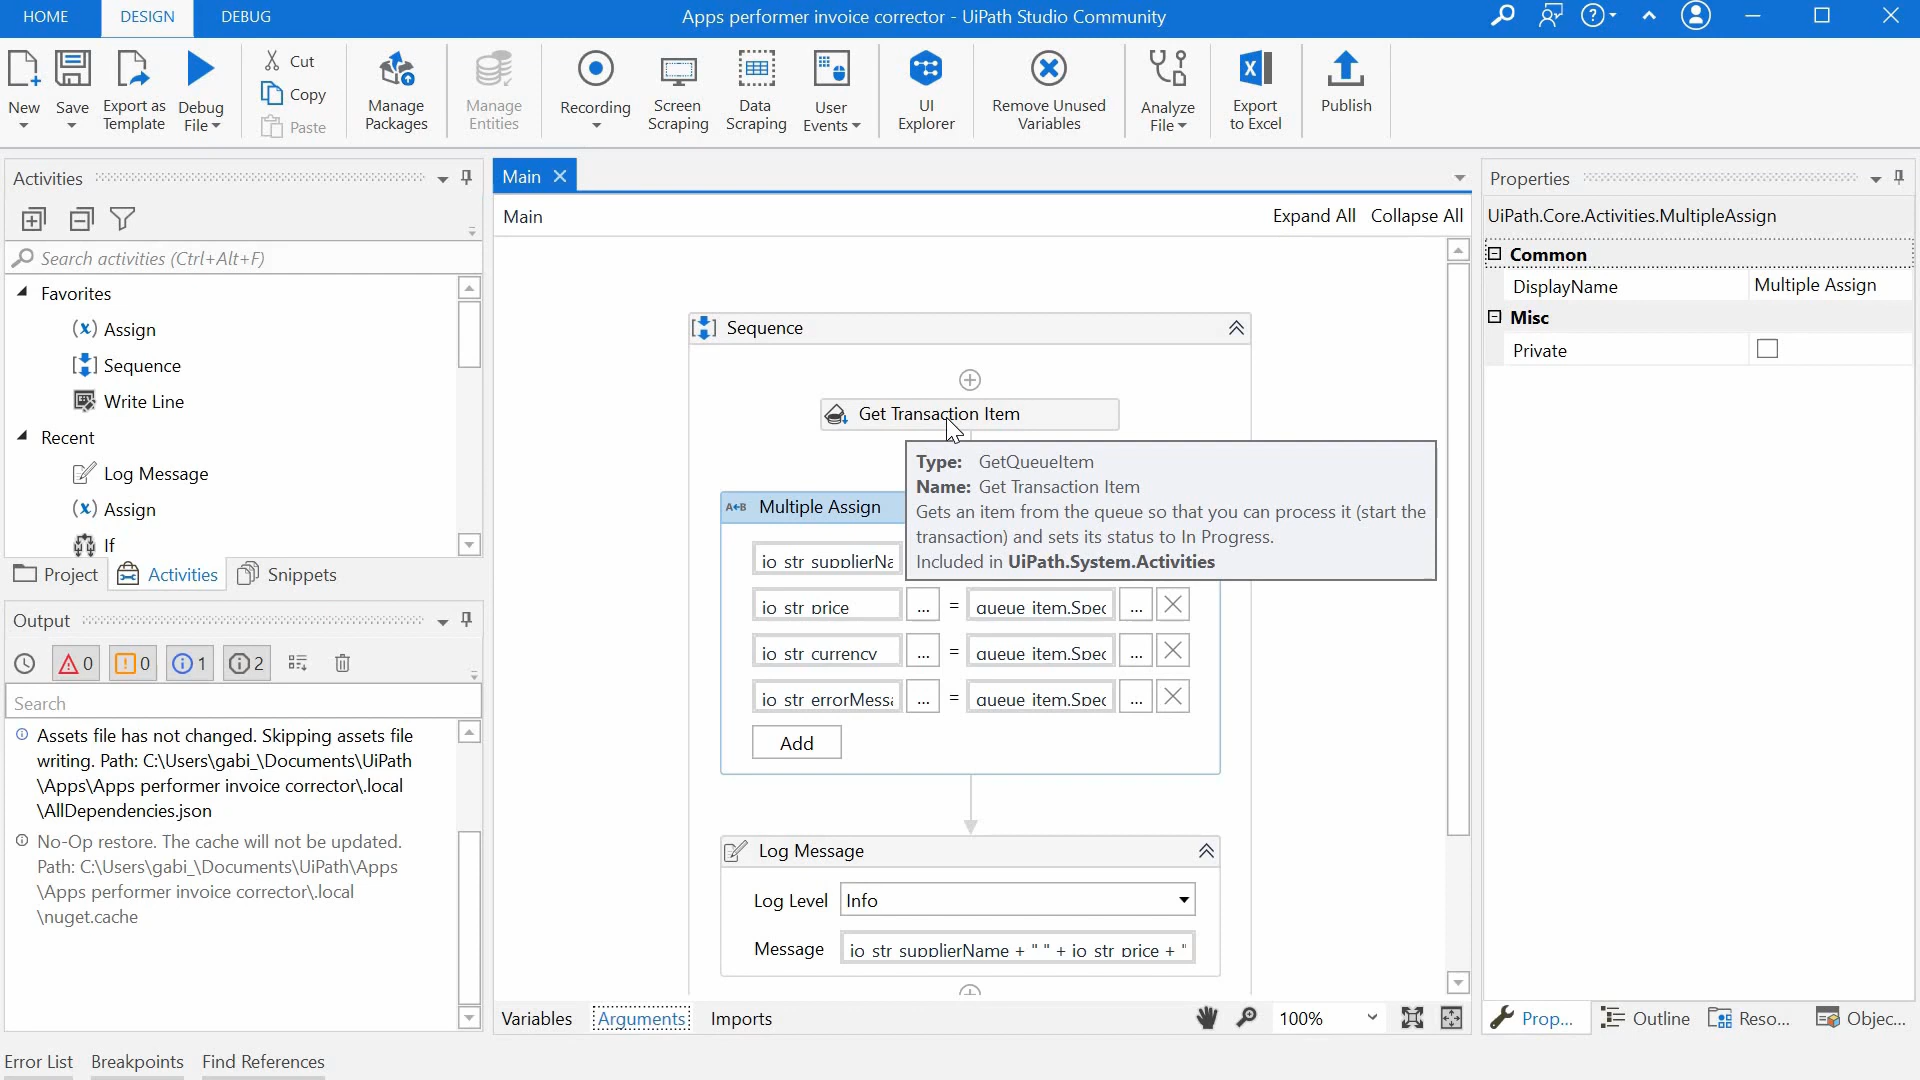 HOME DESIGN DEBUG Apps performer invoice corrector - UiPath Studio Community
New Save Export as Template Debug File
Cut
Copy
Paste
Manage Packages Manage Entities Recording Screen Scraping Data Scraping User Events UI Explorer Remove Unused Variables Analyze File Export to Excel Publish
Activities
Search activities (Ctrl+Alt+F)
Favorites
(x) Assign
Sequence
Write Line
Recent
Log Message
(x) Assign
If
Project Activities Snippets
Output
0 0 1 2
Search
Assets file has not changed. Skipping assets file
writing. Path: C:\Users\gabi_\Documents\UiPath
\Apps\Apps performer invoice corrector\.local
\AllDependencies.json
No-Op restore. The cache will not be updated.
Path: C:\Users\gabi_\Documents\UiPath\Apps
\Apps performer invoice corrector\.local
\nuget.cache
Main
Main Expand All Collapse All
Sequence
Get Transaction Item
Type: GetQueueItem
Name: Get Transaction Item
Gets an item from the queue so that you can process it (start the
transaction) and sets its status to In Progress.
Included in UiPath.System.Activities
A←B Multiple Assign
io_str_supplierNa
io_str_price ... = queue_item.Spec ...
io_str_currency ... = queue_item.Spec ...
io_str_errorMessa ... = queue_item.Spec ...
Add
Log Message
Log Level Info
Message io_str_supplierName + " " + io_str_price + "
Variables Arguments Imports 100%
Properties
UiPath.Core.Activities.MultipleAssign
Common
DisplayName Multiple Assign
Misc
Private
Prop... Outline Reso... Objec...
Error List Breakpoints Find References